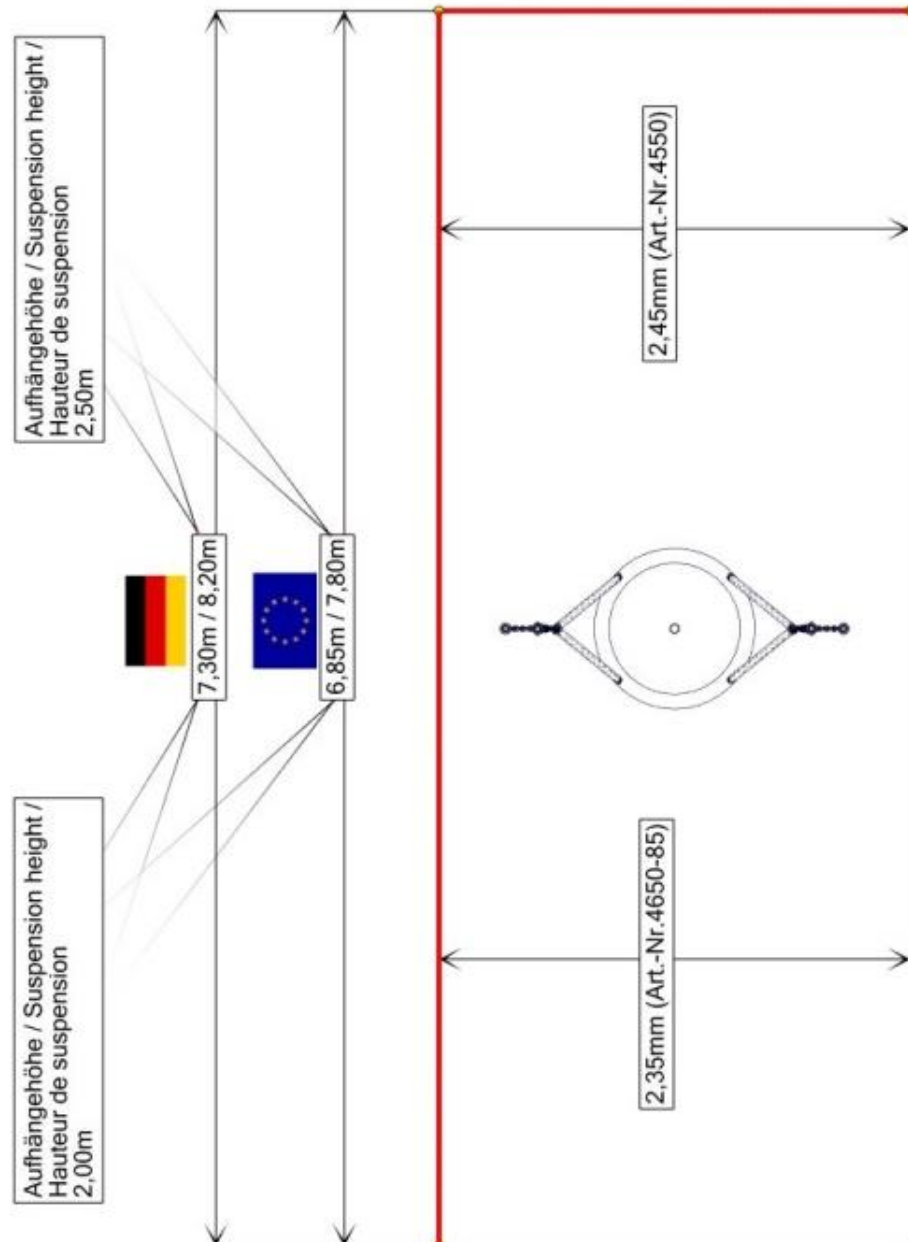 Aufhängehöhe / Suspension height /
Hauteur de suspension
2,00m
Aufhängehöhe / Suspension height /
Hauteur de suspension
2,50m
7,30m / 8,20m
6,85m / 7,80m
2,35mm (Art.-Nr.4650-85)
2,45mm (Art.-Nr.4550)